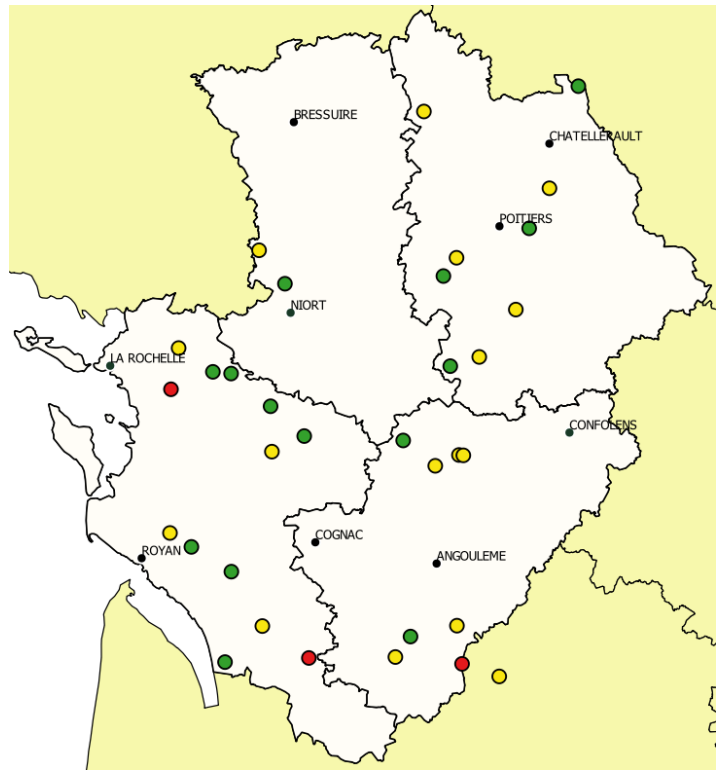 BRESSUIRE
CHATELLERAULT
POITIERS
NIORT
LA ROCHELLE
CONFOLENS
COGNAC
ROYAN
ANGOULEME